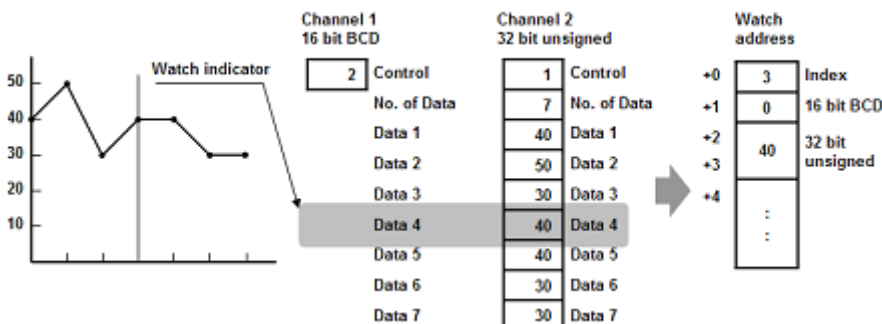 Channel 1
16 bit BCD
Channel 2
32 bit unsigned
Watch
address
50
40
30
20
10
Watch indicator
2 Control
No. of Data
Data 1
Data 2
Data 3
Data 4
Data 5
Data 6
Data 7
1 Control
7 No. of Data
40 Data 1
50 Data 2
30 Data 3
40 Data 4
40 Data 5
30 Data 6
30 Data 7
+0 3 Index
+1 0 16 bit BCD
+2
+3
40
32 bit
unsigned
+4
:
: